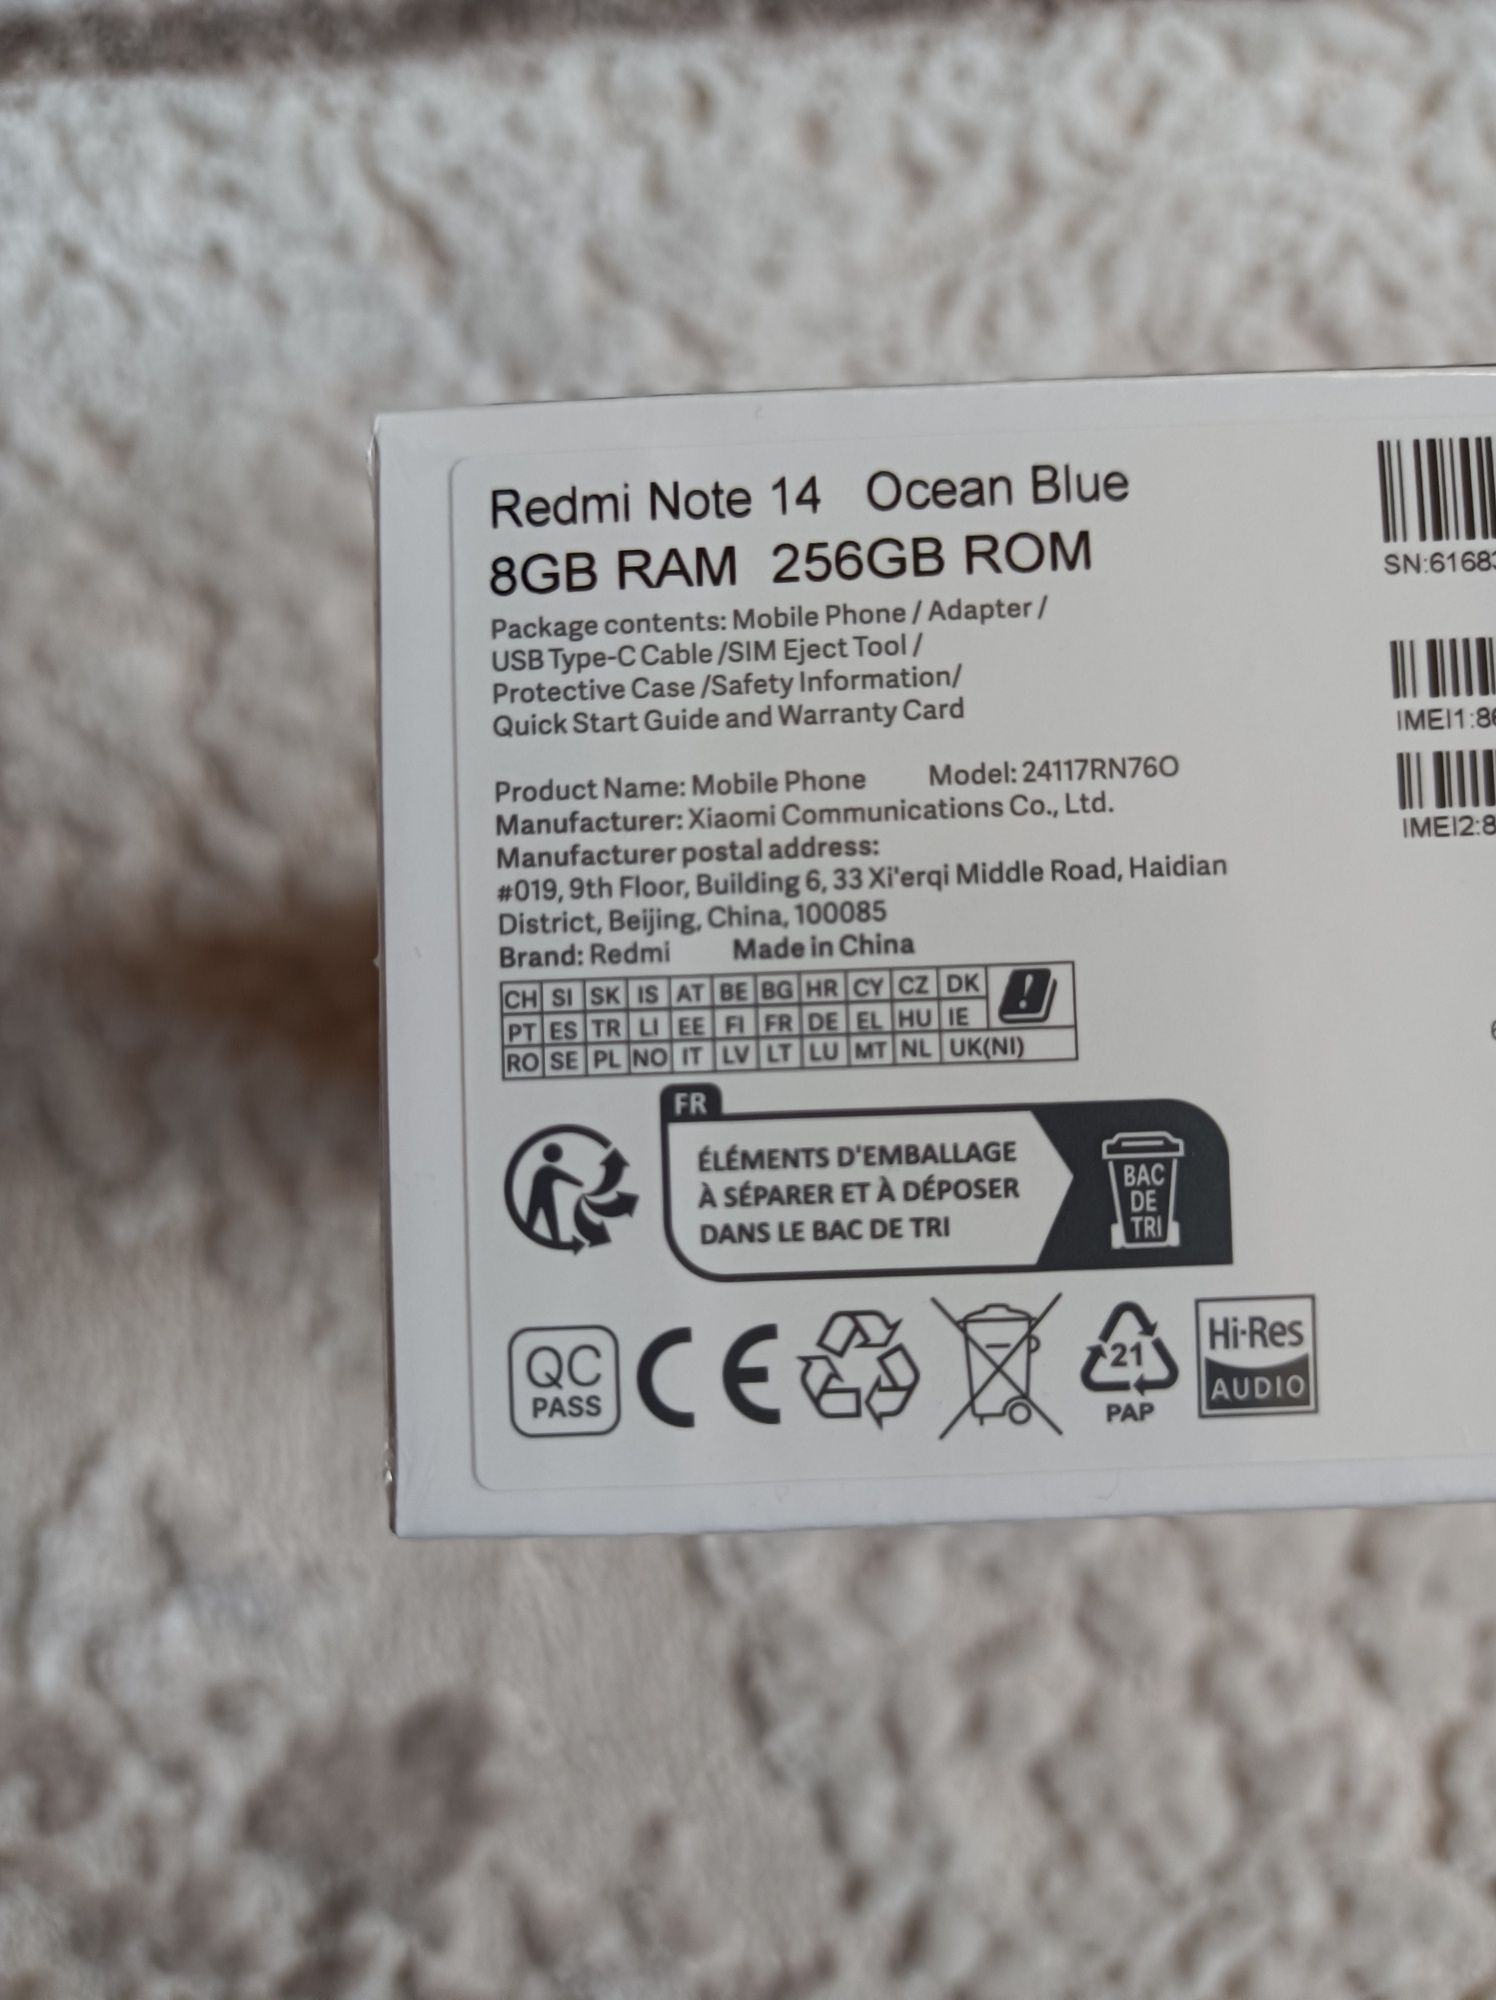 Redmi Note 14 Ocean Blue
8GB RAM 256GB ROM
Package contents: Mobile Phone / Adapter /
USB Type-C Cable /SIM Eject Tool /
Protective Case /Safety Information/
Quick Start Guide and Warranty Card
Product Name: Mobile Phone Model: 24117RN76O
Manufacturer: Xiaomi Communications Co., Ltd.
Manufacturer postal address:
#019, 9th Floor, Building 6, 33 Xi'erqi Middle Road, Haidian
District, Beijing, China, 100085
Brand: Redmi Made in China
CH SI SK IS AT BE BG HR CY CZ DK
PT ES TR LI EE FI FR DE EL HU IE
RO SE PL NO IT LV LT LU MT NL UK(NI)
FR
ÉLÉMENTS D'EMBALLAGE
À SÉPARER ET À DÉPOSER
DANS LE BAC DE TRI
BAC
DE
TRI
QC
PASS
CE
21
PAP
Hi-Res
AUDIO
SN:6168
IMEI1:8
IMEI2:8